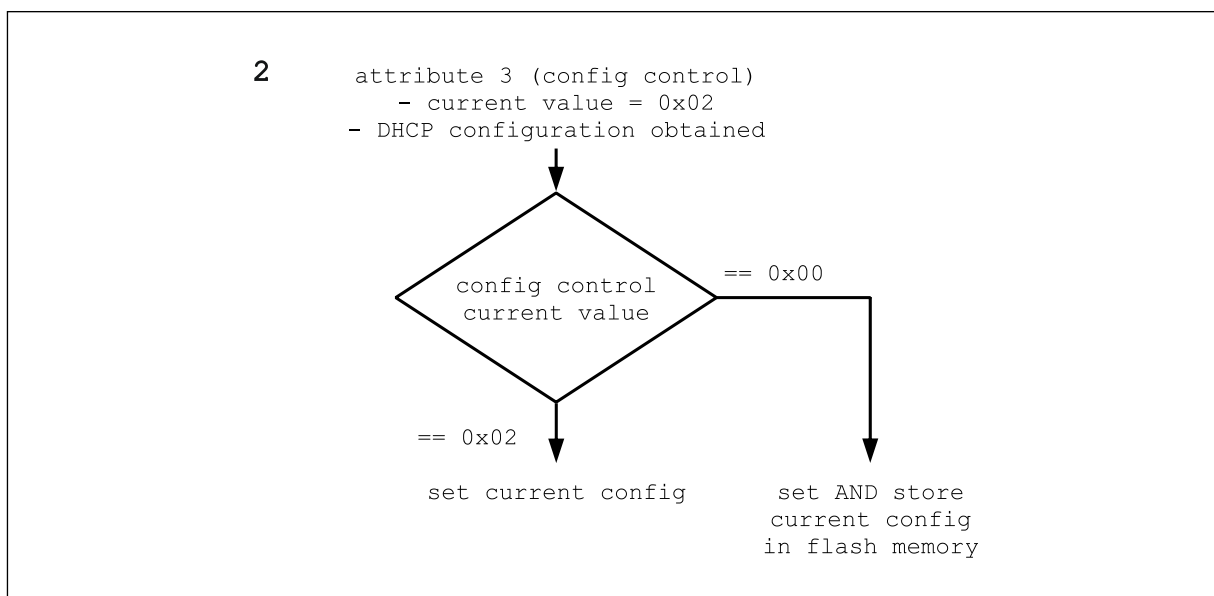 2
attribute 3 (config control)
- current value = 0x02
- DHCP configuration obtained
== 0x00
config control
current value
== 0x02
set current config
set AND store
current config
in flash memory